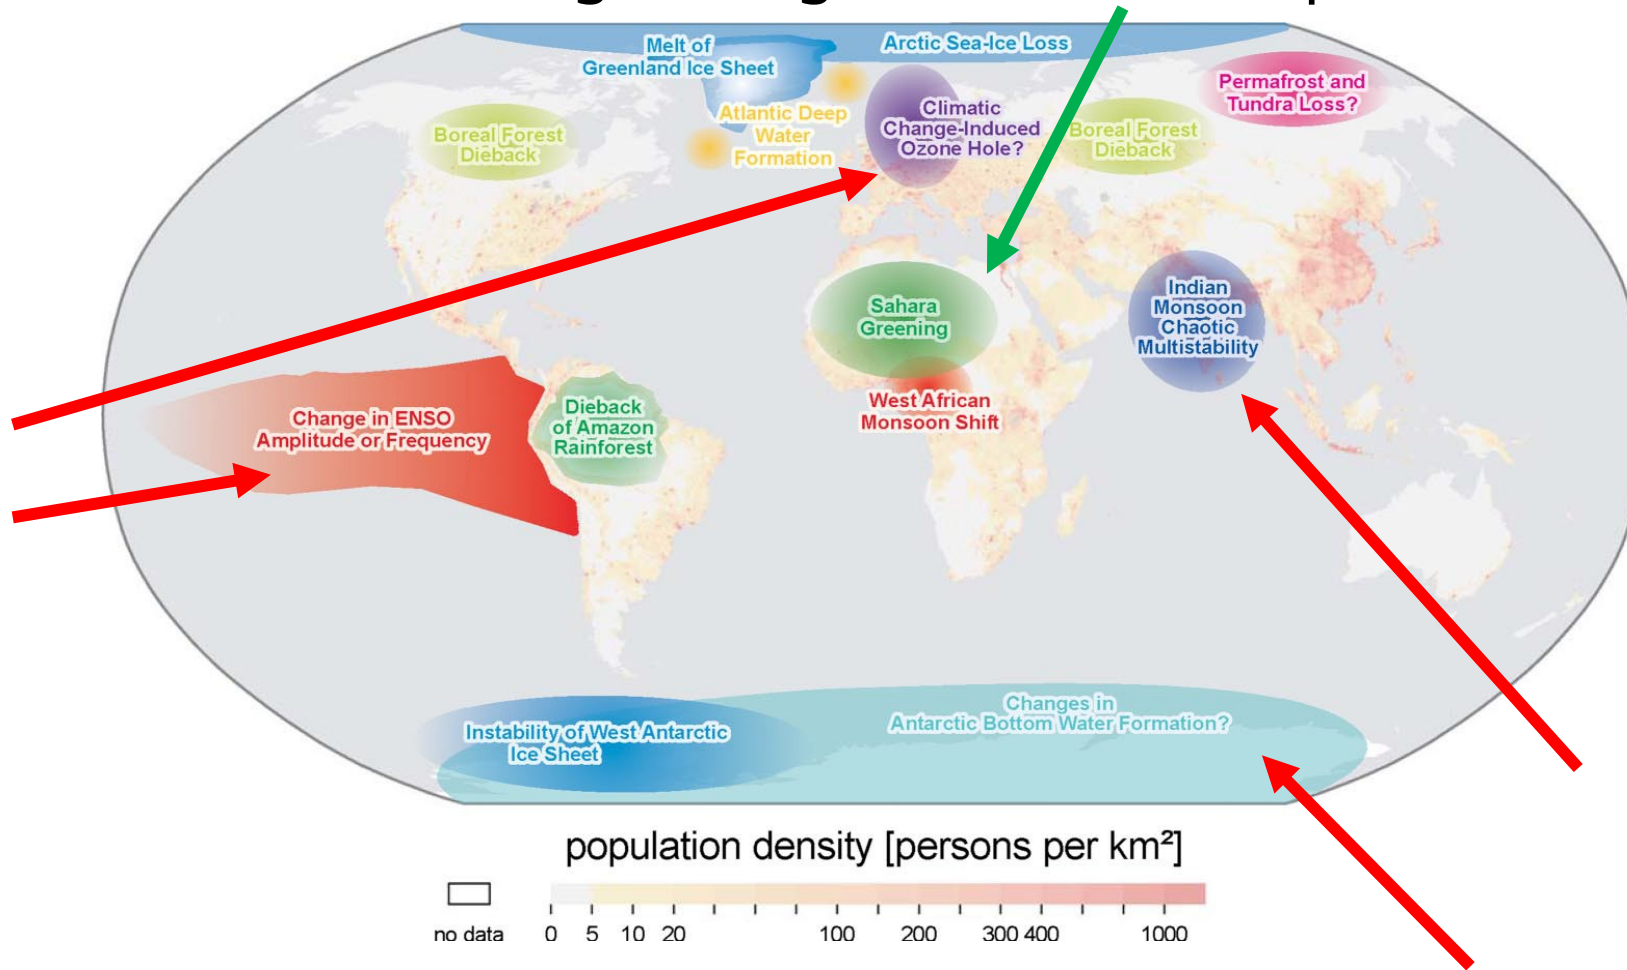 Melt of
Greenland Ice Sheet
Arctic Sea-Ice Loss
Permafrost and
Tundra Loss?
Atlantic Deep
Water
Formation
Climatic
Change-Induced
Ozone Hole?
Boreal Forest
Dieback
Boreal Forest
Dieback
Sahara
Greening
Indian
Monsoon
Chaotic
Multistability
West African
Monsoon Shift
Change in ENSO
Amplitude or Frequency
Dieback
of Amazon
Rainforest
Changes in
Antarctic Bottom Water Formation?
Instability of West Antarctic
Ice Sheet
population density [persons per km²]
no data 0 5 10 20 100 200 300 400 1000